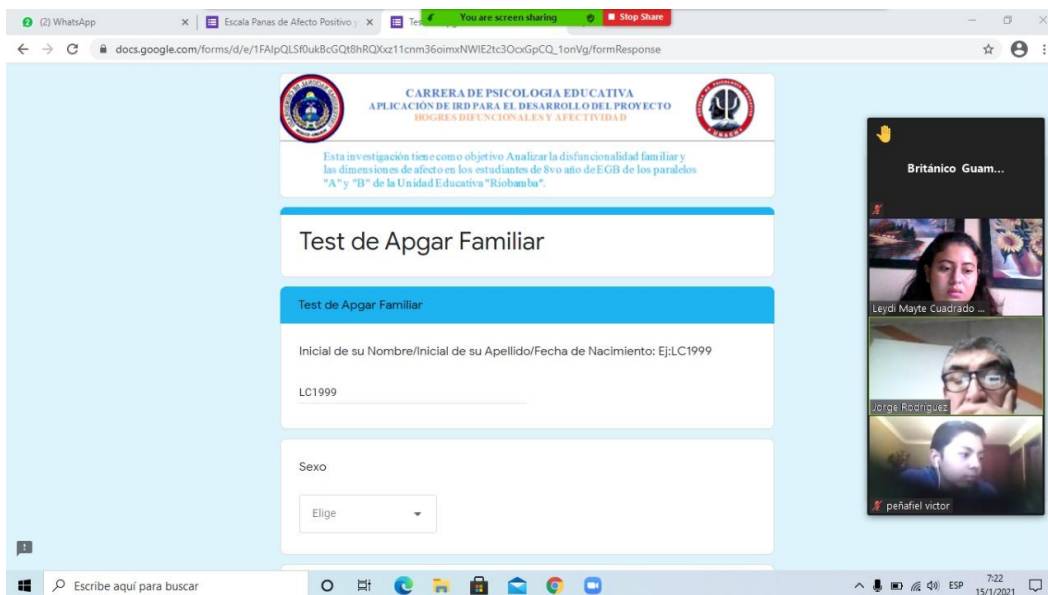 (2) WhatsApp
Escala Panas de Afecto Positivo y
You are screen sharing
Stop Share
docs.google.com/forms/d/e/1FAIpQLSf0ukBcGQt8hRQXxz11cnm36oimxNWIE2tc3OcxGpCQ_1onVg/formResponse
CARRERA DE PSICOLOGIA EDUCATIVA
APLICACIÓN DE IRD PARA EL DESARROLLO DEL PROYECTO
HOGRES DIFUNCIONALES Y AFECTIVIDAD
Esta investigación tiene como objetivo Analizar la disfuncionalidad familiar y
las dimensiones de afecto en los estudiantes de 8vo año de EGB de los paralelos
"A" y "B" de la Unidad Educativa "Riobamba".
Test de Apgar Familiar
Test de Apgar Familiar
Inicial de su Nombre/Inicial de su Apellido/Fecha de Nacimiento: Ej:LC1999
LC1999
Sexo
Elige
Británico Guam...
Leydi Mayte Cuadrado ...
Jorge Rodriguez
peñafiel victor
Escribe aquí para buscar
ESP
7:22
15/1/2021